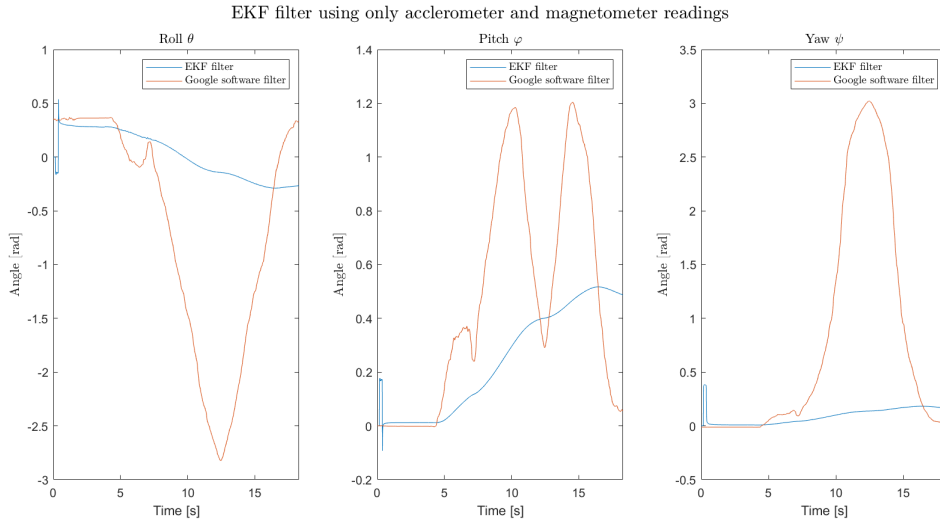 EKF filter using only acclerometer and magnetometer readings
Roll θ
EKF filter
Google software filter
1
0.5
0
-0.5
-1
-1.5
-2
-2.5
-3
Angle [rad]
0
5
10
15
Time [s]
Pitch φ
EKF filter
Google software filter
1.4
1.2
1
0.8
0.6
0.4
0.2
0
-0.2
Angle [rad]
0
5
10
15
Time [s]
Yaw ψ
EKF filter
Google software filter
3.5
3
2.5
2
1.5
1
0.5
0
-0.5
Angle [rad]
0
5
10
15
Time [s]